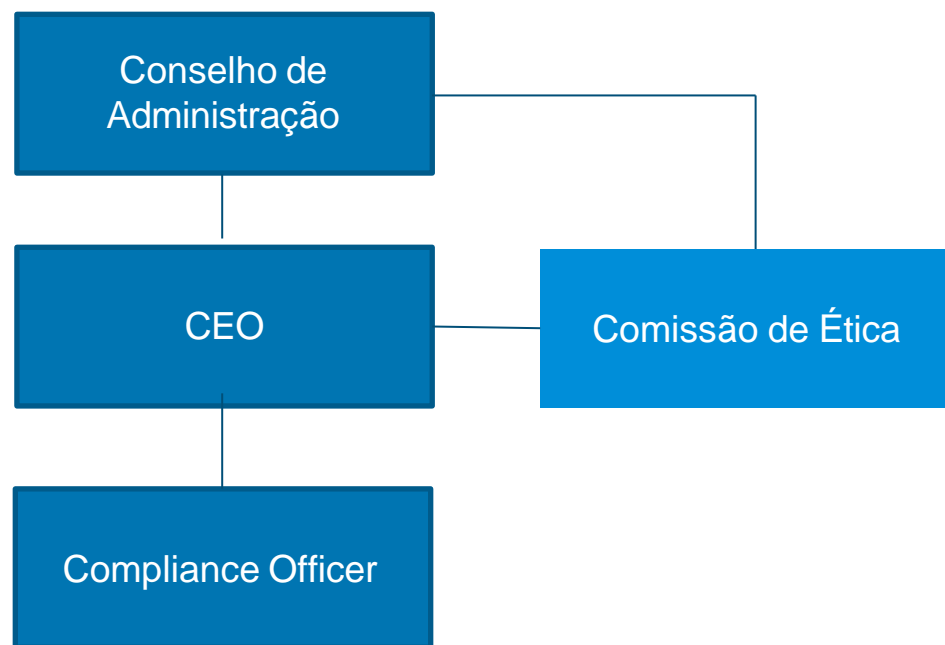 Conselho de
Administração
CEO
Comissão de Ética
Compliance Officer